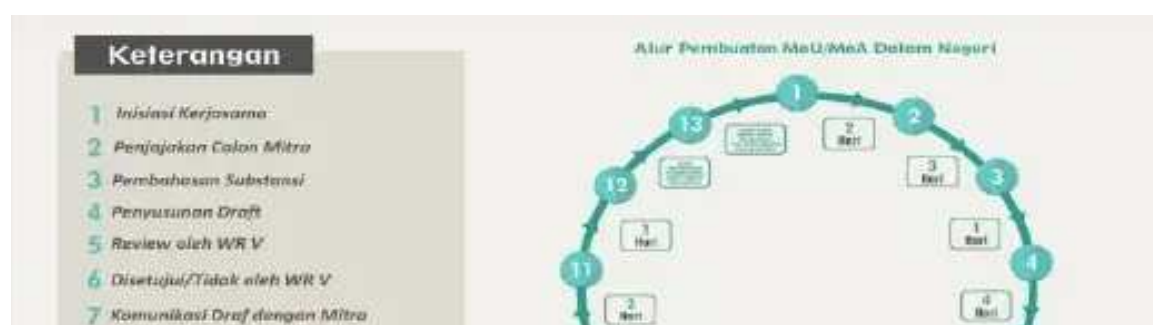 Keterangan
1 Inisiasi Kerjasama
2 Penjajakan Calon Mitra
3 Pembahasan Substansi
4 Penyusunan Draft
5 Review oleh WR V
6 Disetujui/Tidak oleh WR V
7 Komunikasi Draf dengan Mitra
Alur Pembuatan MoU/MoA Dalam Negeri
1
2
3
4
11
12
13
2 Hari
3 Hari
1 Hari
4 Hari
Hari
Hari